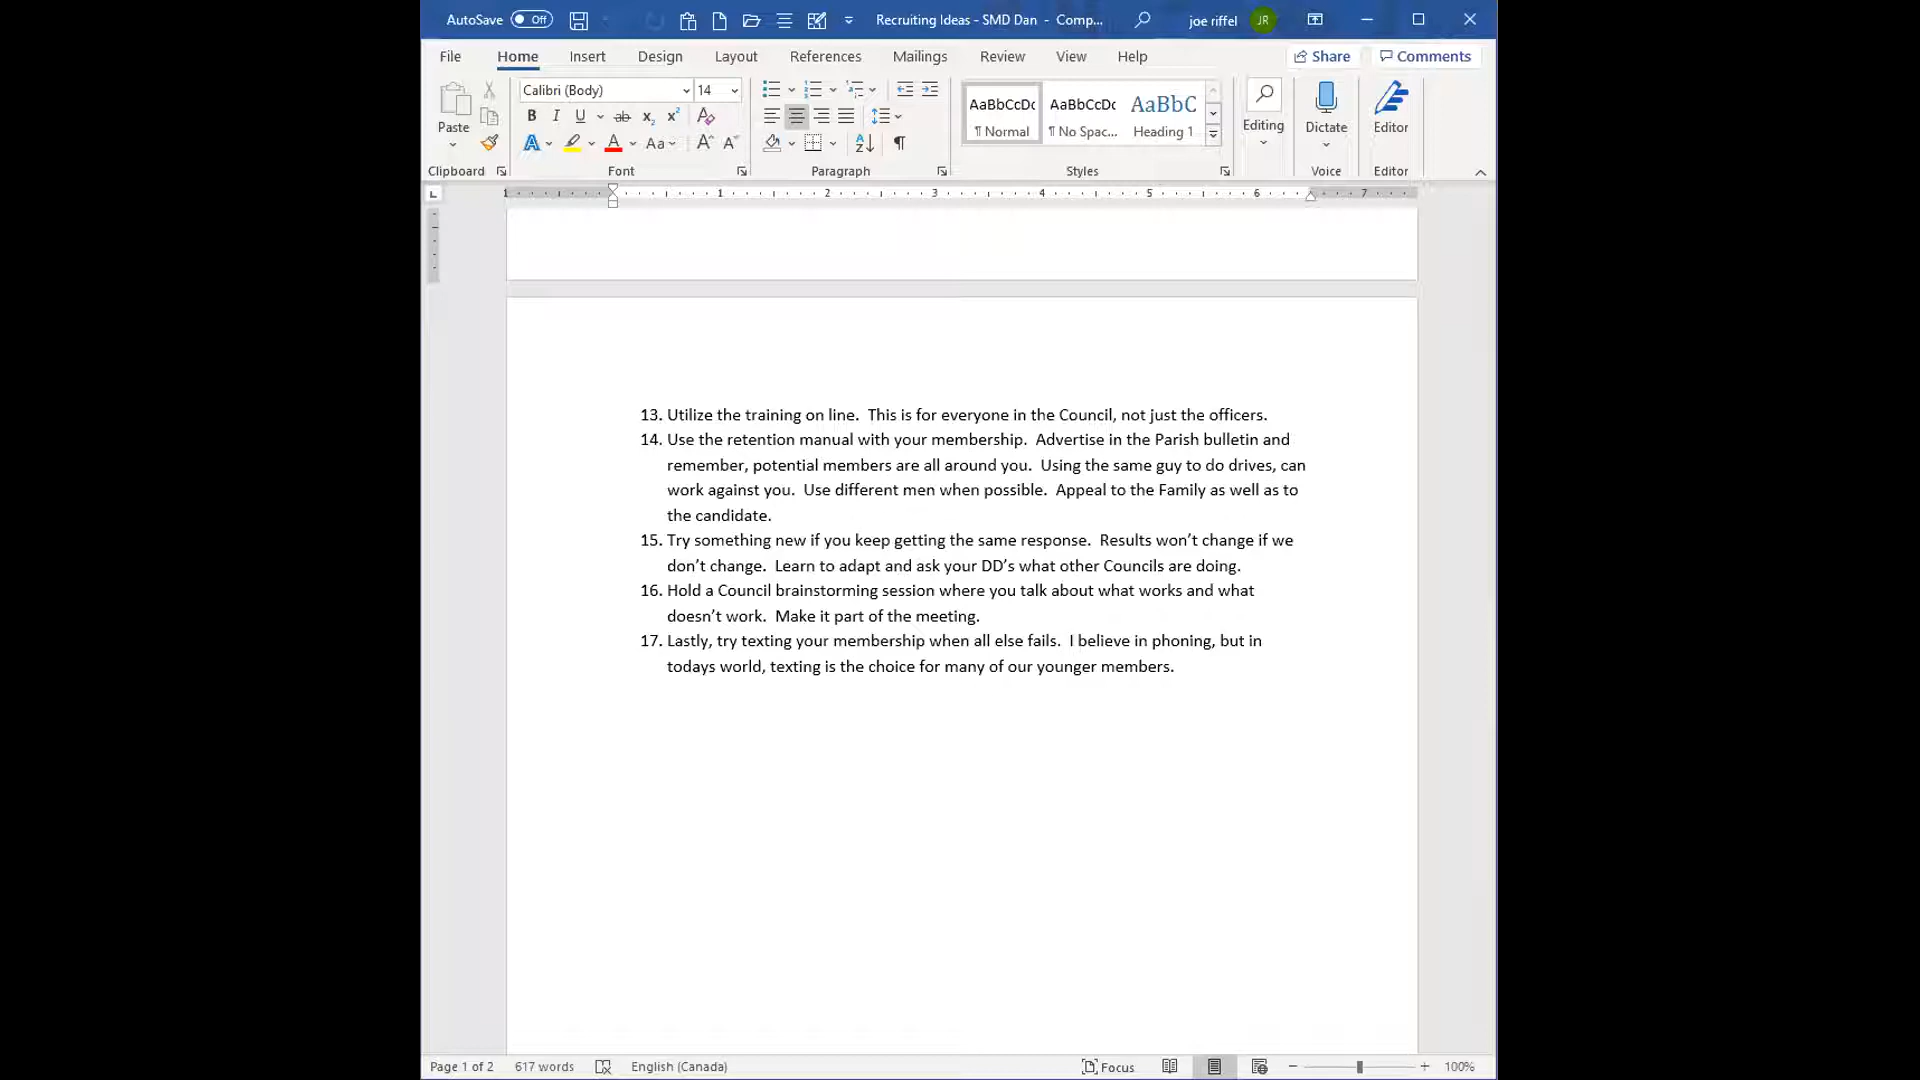 AutoSave Off Recruiting Ideas - SMD Dan - Comp... joe riffel JR
File Home Insert Design Layout References Mailings Review View Help Share Comments
Calibri (Body) 14
AaBbCcDc AaBbCcDc AaBbC
Paste
¶ Normal ¶ No Spac... Heading 1
Editing Dictate Editor
Clipboard Font Paragraph Styles Voice Editor
1 1 2 3 4 5 6 7
13. Utilize the training on line.  This is for everyone in the Council, not just the officers.
14. Use the retention manual with your membership.  Advertise in the Parish bulletin and
remember, potential members are all around you.  Using the same guy to do drives, can
work against you.  Use different men when possible.  Appeal to the Family as well as to
the candidate.
15. Try something new if you keep getting the same response.  Results won’t change if we
don’t change.  Learn to adapt and ask your DD’s what other Councils are doing.
16. Hold a Council brainstorming session where you talk about what works and what
doesn’t work.  Make it part of the meeting.
17. Lastly, try texting your membership when all else fails.  I believe in phoning, but in
todays world, texting is the choice for many of our younger members.
Page 1 of 2 617 words English (Canada) Focus 100%